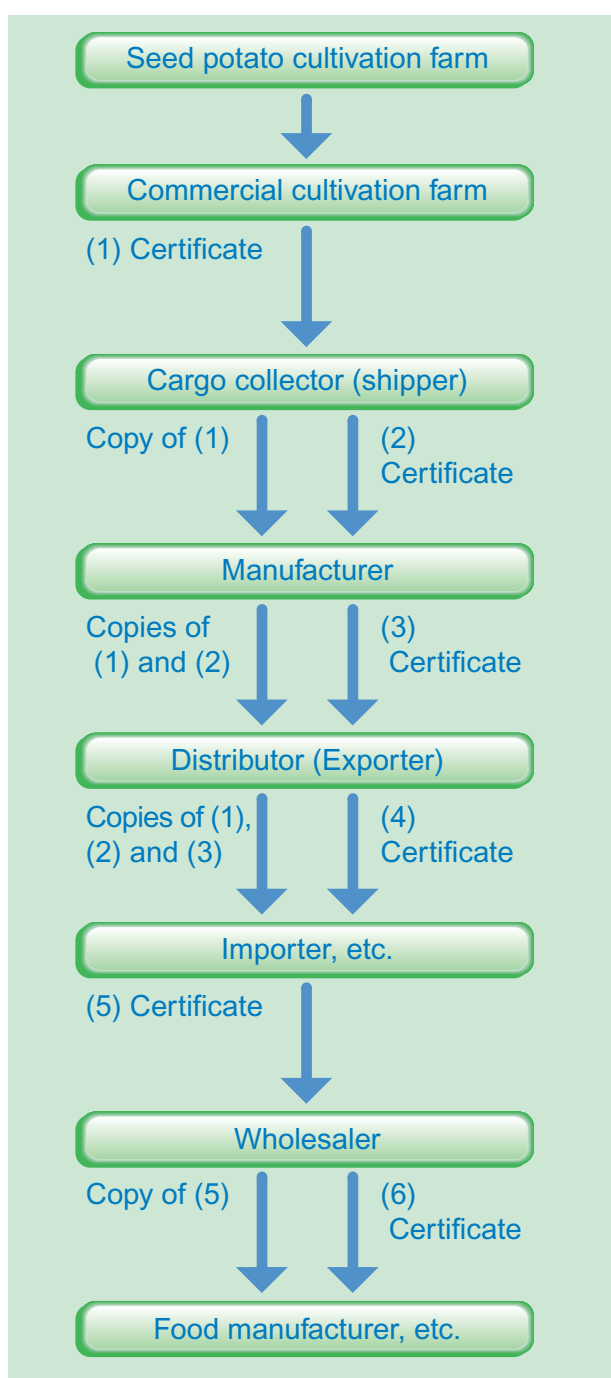 Seed potato cultivation farm
Commercial cultivation farm
(1) Certificate
Cargo collector (shipper)
Copy of (1)
(2)
Certificate
Manufacturer
Copies of
(1) and (2)
(3)
Certificate
Distributor (Exporter)
Copies of (1),
(2) and (3)
(4)
Certificate
Importer, etc.
(5) Certificate
Wholesaler
Copy of (5)
(6)
Certificate
Food manufacturer, etc.